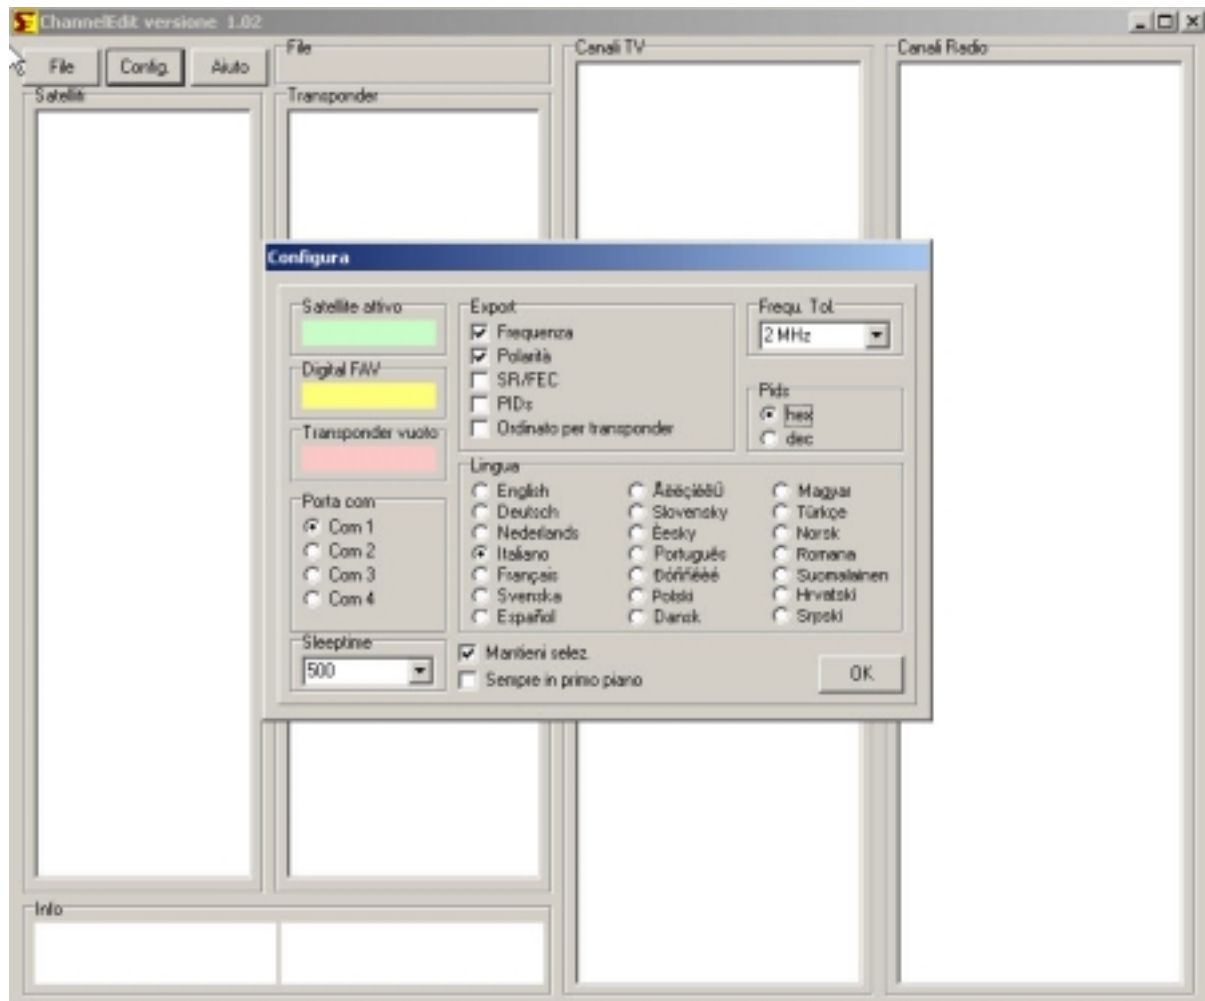 ChannelEdit versione 1.02
File
Config.
Aiuto
File
Canali TV
Canali Radio
Satelliti
Transponder
Configura
Satellite attivo
Export
Frequ. Tol.
Frequenza
2 MHz
Polarità
Digital FAV
SR/FEC
PIDs
Pids
hex
Ordinato per transponder
dec
Transponder vuoto
Lingua
English
Magyar
Porta com
Deutsch
Slovensky
Türkçe
Com 1
Nederlands
Èesky
Norsk
Com 2
Italiano
Português
Romana
Com 3
Français
Suomalainen
Com 4
Svenska
Polski
Hrvatski
Español
Dansk
Srpski
Sleeptime
Mantieni selez.
500
Sempre in primo piano
OK
Info